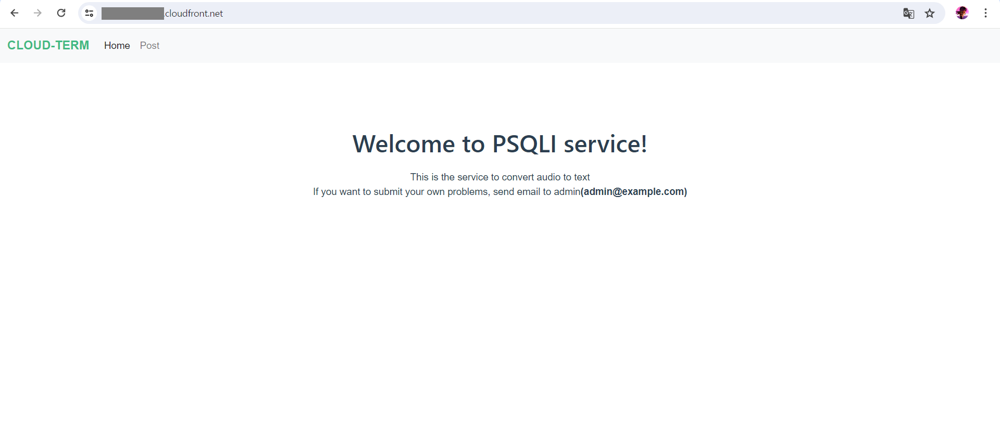 .cloudfront.net
CLOUD-TERM Home Post
Welcome to PSQLI service!
This is the service to convert audio to text
If you want to submit your own problems, send email to admin(admin@example.com)